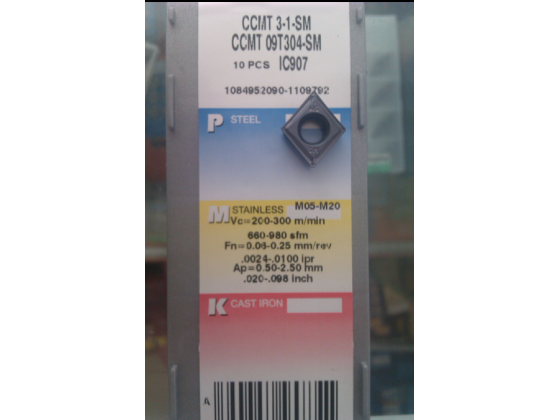 CCMT 3-1-SM
CCMT 09T304-SM
10 PCS IC907
1084952090-1109792
P STEEL
M STAINLESS M05-M20
Vc=200-300 m/min
660-980 sfm
Fn=0.06-0.25 mm/rev
.0024-.0100 ipr
Ap=0.50-2.50 mm
.020-.098 inch
K CAST IRON
A